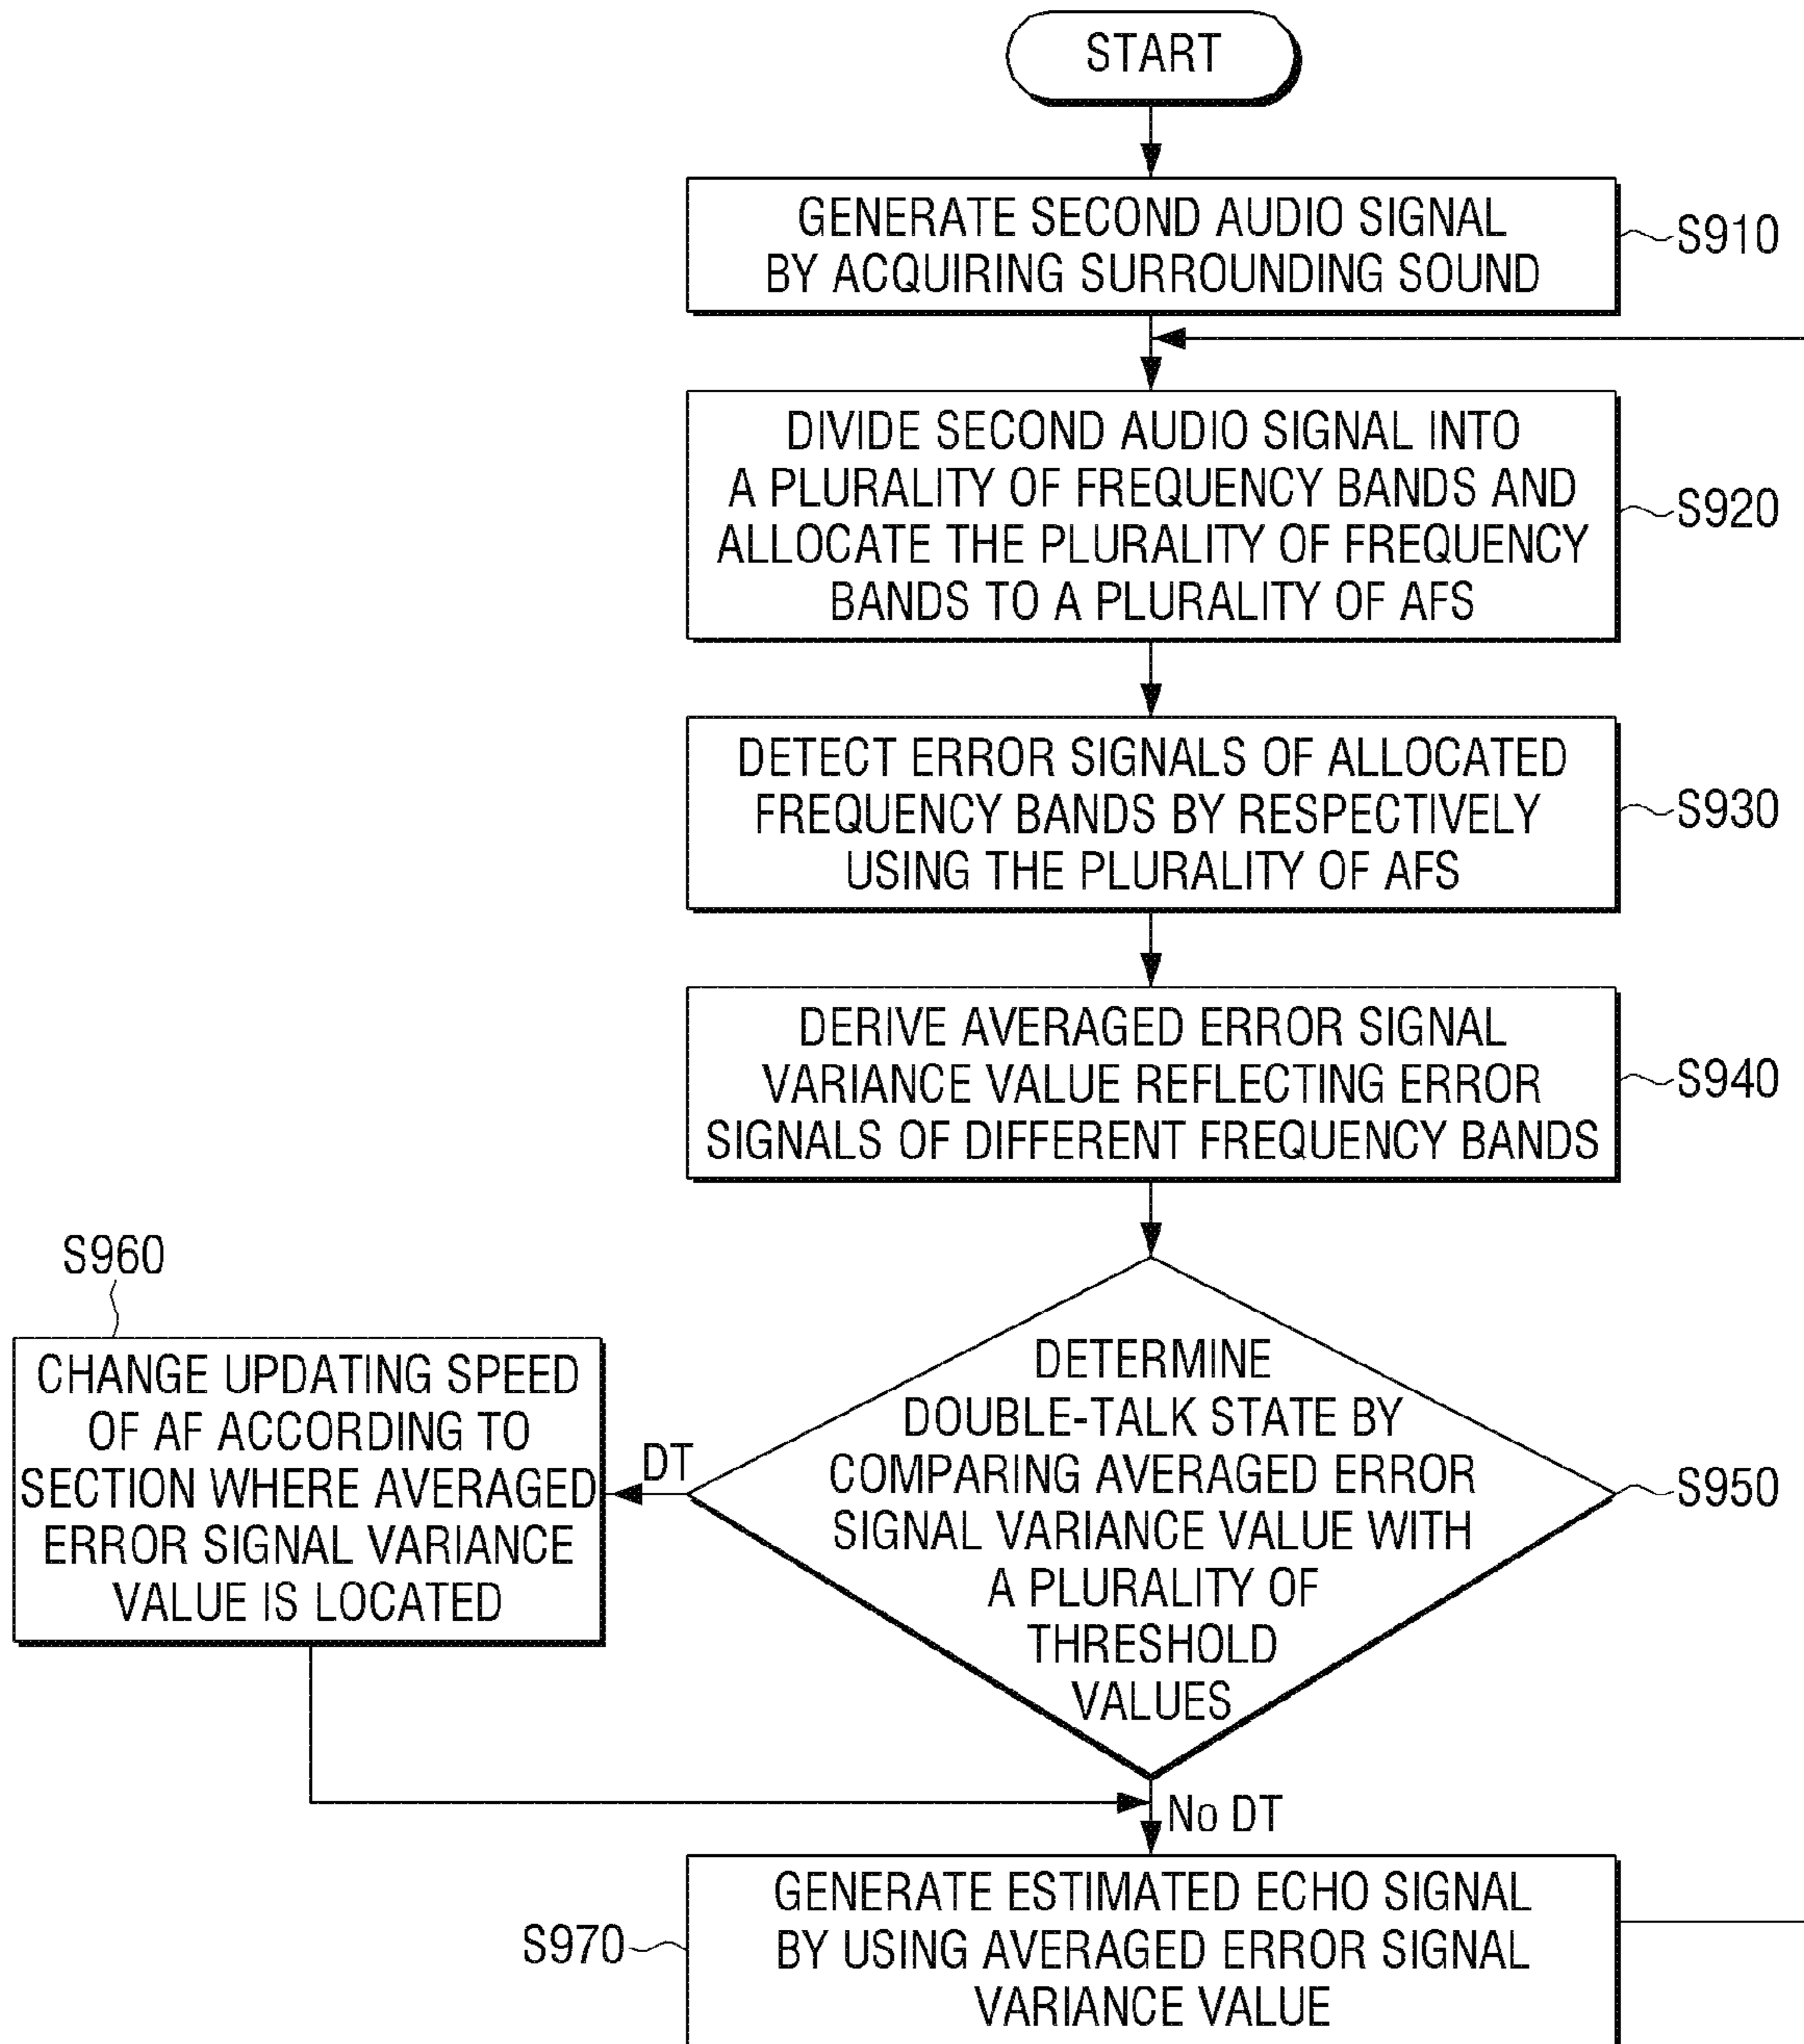 START
GENERATE SECOND AUDIO SIGNAL
BY ACQUIRING SURROUNDING SOUND
S910
DIVIDE SECOND AUDIO SIGNAL INTO
A PLURALITY OF FREQUENCY BANDS AND
ALLOCATE THE PLURALITY OF FREQUENCY
BANDS TO A PLURALITY OF AFS
S920
DETECT ERROR SIGNALS OF ALLOCATED
FREQUENCY BANDS BY RESPECTIVELY
USING THE PLURALITY OF AFS
S930
DERIVE AVERAGED ERROR SIGNAL
VARIANCE VALUE REFLECTING ERROR
SIGNALS OF DIFFERENT FREQUENCY BANDS
S940
DETERMINE
DOUBLE-TALK STATE BY
COMPARING AVERAGED ERROR
SIGNAL VARIANCE VALUE WITH
A PLURALITY OF
THRESHOLD
VALUES
S950
DT
S960
CHANGE UPDATING SPEED
OF AF ACCORDING TO
SECTION WHERE AVERAGED
ERROR SIGNAL VARIANCE
VALUE IS LOCATED
No DT
GENERATE ESTIMATED ECHO SIGNAL
BY USING AVERAGED ERROR SIGNAL
VARIANCE VALUE
S970